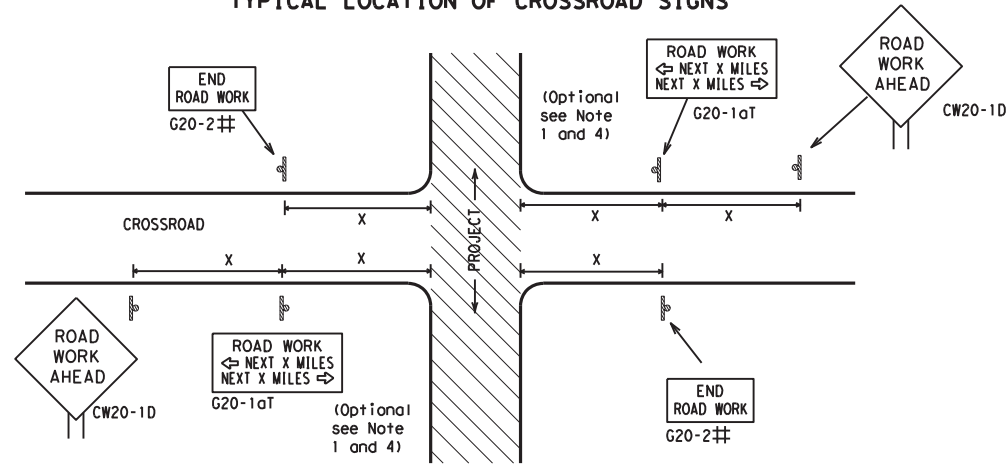 TYPICAL LOCATION OF CROSSROAD SIGNS
END
ROAD WORK
G20-2#
(Optional
see Note
1 and 4)
ROAD WORK
⇦ NEXT X MILES
NEXT X MILES ⇨
G20-1aT
ROAD
WORK
AHEAD
CW20-1D
CROSSROAD
X
X
X
PROJECT
X
X
X
ROAD
WORK
AHEAD
CW20-1D
ROAD WORK
⇦ NEXT X MILES
NEXT X MILES ⇨
G20-1aT
(Optional
see Note
1 and 4)
END
ROAD WORK
G20-2#